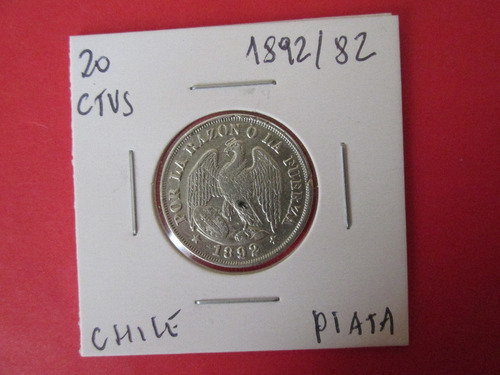 20
CTVS
1892/82
POR LA RAZON O LA FUERZA
1892
CHILE
PlATA